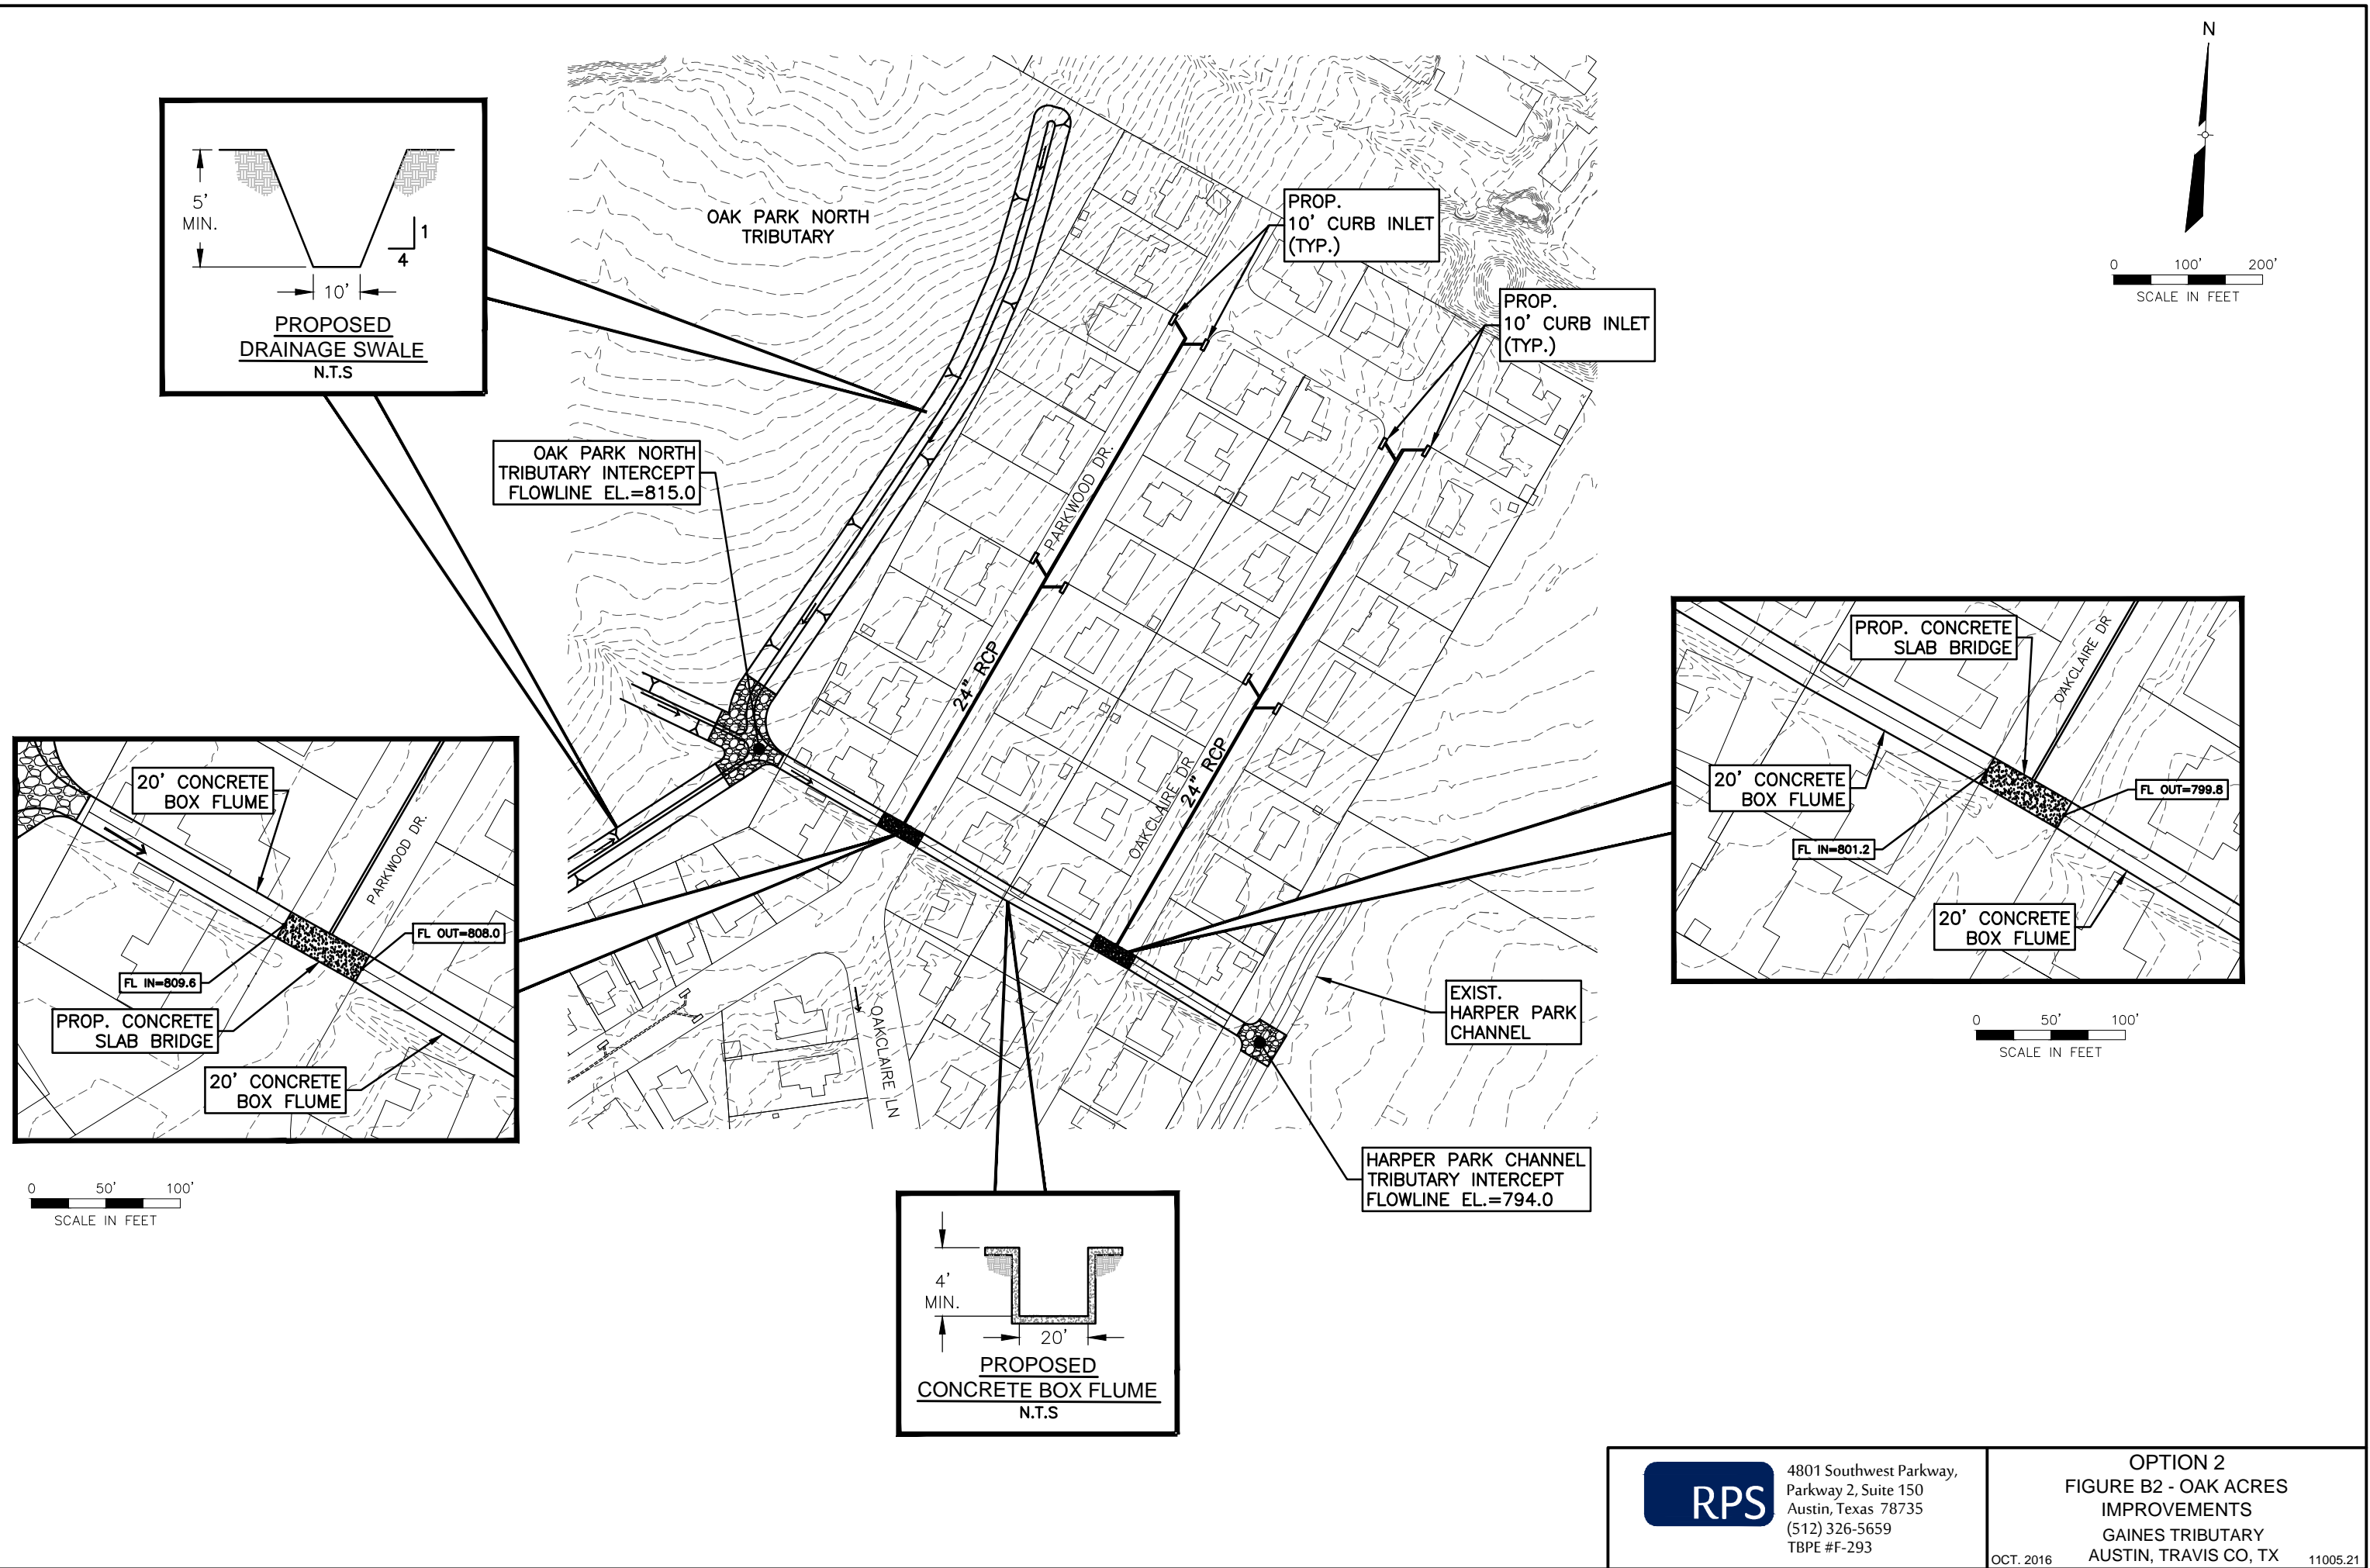 N
0 100' 200'
SCALE IN FEET
5'
MIN.
1
4
10'
PROPOSED
DRAINAGE SWALE
N.T.S
OAK PARK NORTH
TRIBUTARY
PROP.
10' CURB INLET
(TYP.)
PROP.
10' CURB INLET
(TYP.)
OAK PARK NORTH
TRIBUTARY INTERCEPT
FLOWLINE EL.=815.0
PARKWOOD DR.
24" RCP
OAKCLAIRE DR
24" RCP
OAKCLAIRE LN
20' CONCRETE
BOX FLUME
PARKWOOD DR.
FL OUT=808.0
FL IN=809.6
PROP. CONCRETE
SLAB BRIDGE
20' CONCRETE
BOX FLUME
0 50' 100'
SCALE IN FEET
PROP. CONCRETE
SLAB BRIDGE
OAKCLAIRE DR
20' CONCRETE
BOX FLUME
FL OUT=799.8
FL IN=801.2
20' CONCRETE
BOX FLUME
0 50' 100'
SCALE IN FEET
EXIST.
HARPER PARK
CHANNEL
HARPER PARK CHANNEL
TRIBUTARY INTERCEPT
FLOWLINE EL.=794.0
4'
MIN.
20'
PROPOSED
CONCRETE BOX FLUME
N.T.S
RPS
4801 Southwest Parkway,
Parkway 2, Suite 150
Austin, Texas 78735
(512) 326-5659
TBPE #F-293
OPTION 2
FIGURE B2 - OAK ACRES
IMPROVEMENTS
GAINES TRIBUTARY
OCT. 2016 AUSTIN, TRAVIS CO, TX 11005.21